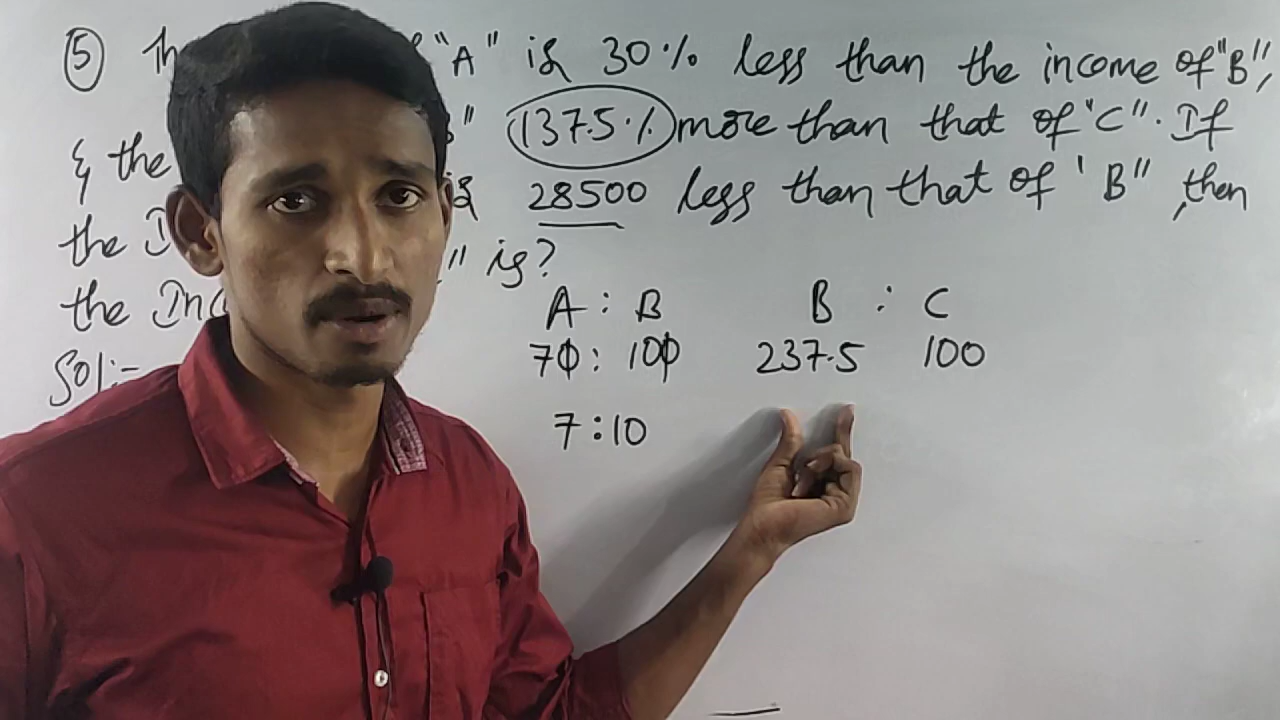 ⑤ "A" is 30% less than the income of "B",
& the " 137.5% more than that of "C". If
the 28500 less than that of 'B", then
the " is?
Sol:-
A : B B : C
70 : 100 237.5 100
7 : 10